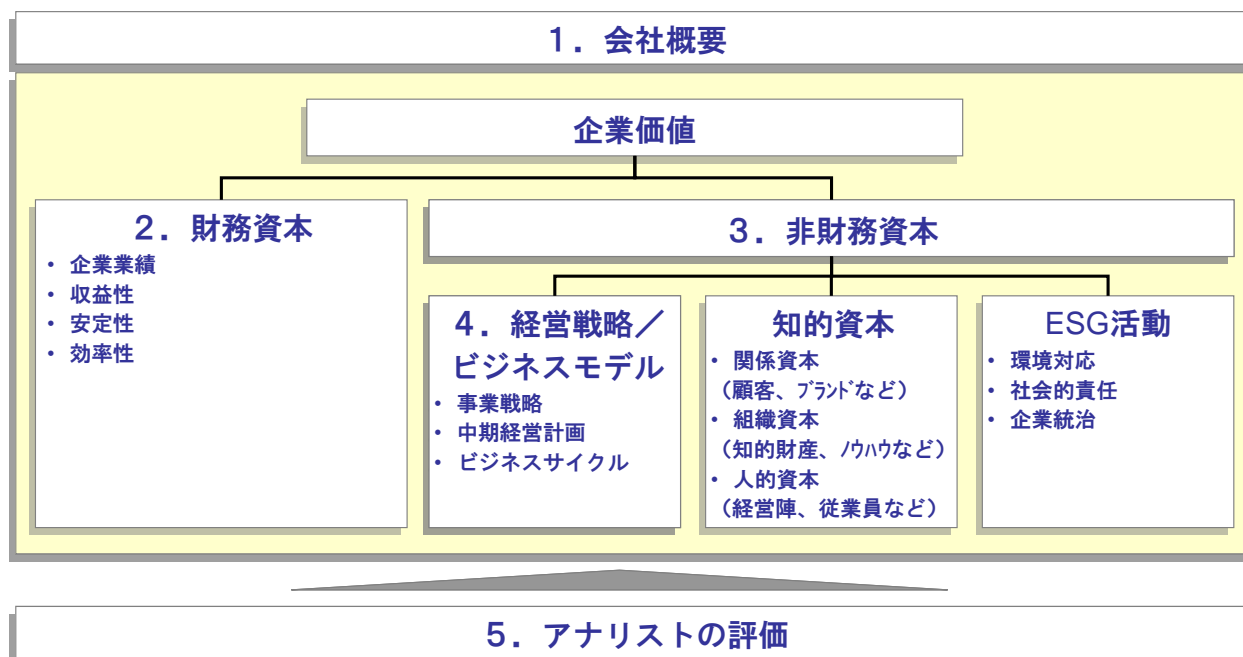 １．会社概要
企業価値
２．財務資本
• 企業業績
• 収益性
• 安定性
• 効率性
３．非財務資本
４．経営戦略／
ビジネスモデル
• 事業戦略
• 中期経営計画
• ビジネスサイクル
知的資本
• 関係資本
（顧客、ﾌﾞﾗﾝﾄﾞなど）
• 組織資本
（知的財産、ﾉｳﾊｳなど）
• 人的資本
（経営陣、従業員など）
ESG活動
• 環境対応
• 社会的責任
• 企業統治
５．アナリストの評価